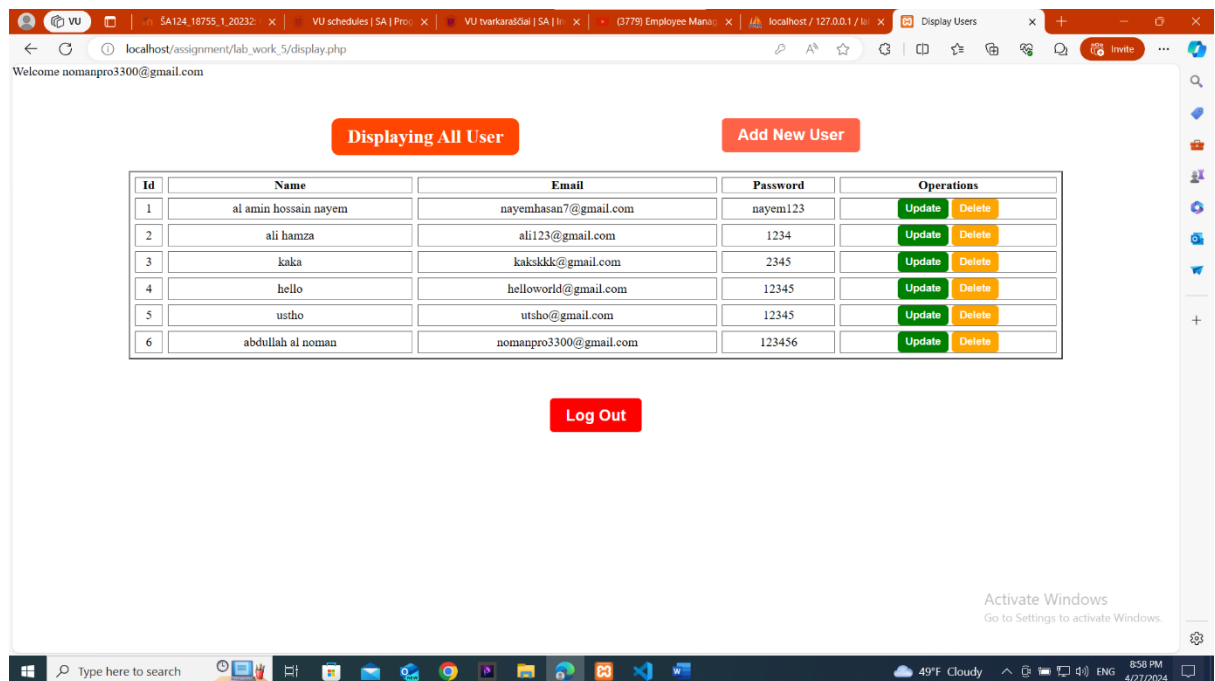 VU
ŠA124_18755_1_20232:
VU schedules | SA | Prog
VU tvarkaraščiai | SA | In
(3779) Employee Manag
localhost / 127.0.0.1 / la
Display Users
localhost/assignment/lab_work_5/display.php
Invite
Welcome nomanpro3300@gmail.com
Displaying All User
Add New User
Id Name Email Password Operations
1 al amin hossain nayem nayemhasan7@gmail.com nayem123 Update Delete
2 ali hamza ali123@gmail.com 1234 Update Delete
3 kaka kakskkk@gmail.com 2345 Update Delete
4 hello helloworld@gmail.com 12345 Update Delete
5 ustho utsho@gmail.com 12345 Update Delete
6 abdullah al noman nomanpro3300@gmail.com 123456 Update Delete
Log Out
Activate Windows
Go to Settings to activate Windows.
Type here to search
49°F Cloudy
ENG
8:58 PM
4/27/2024